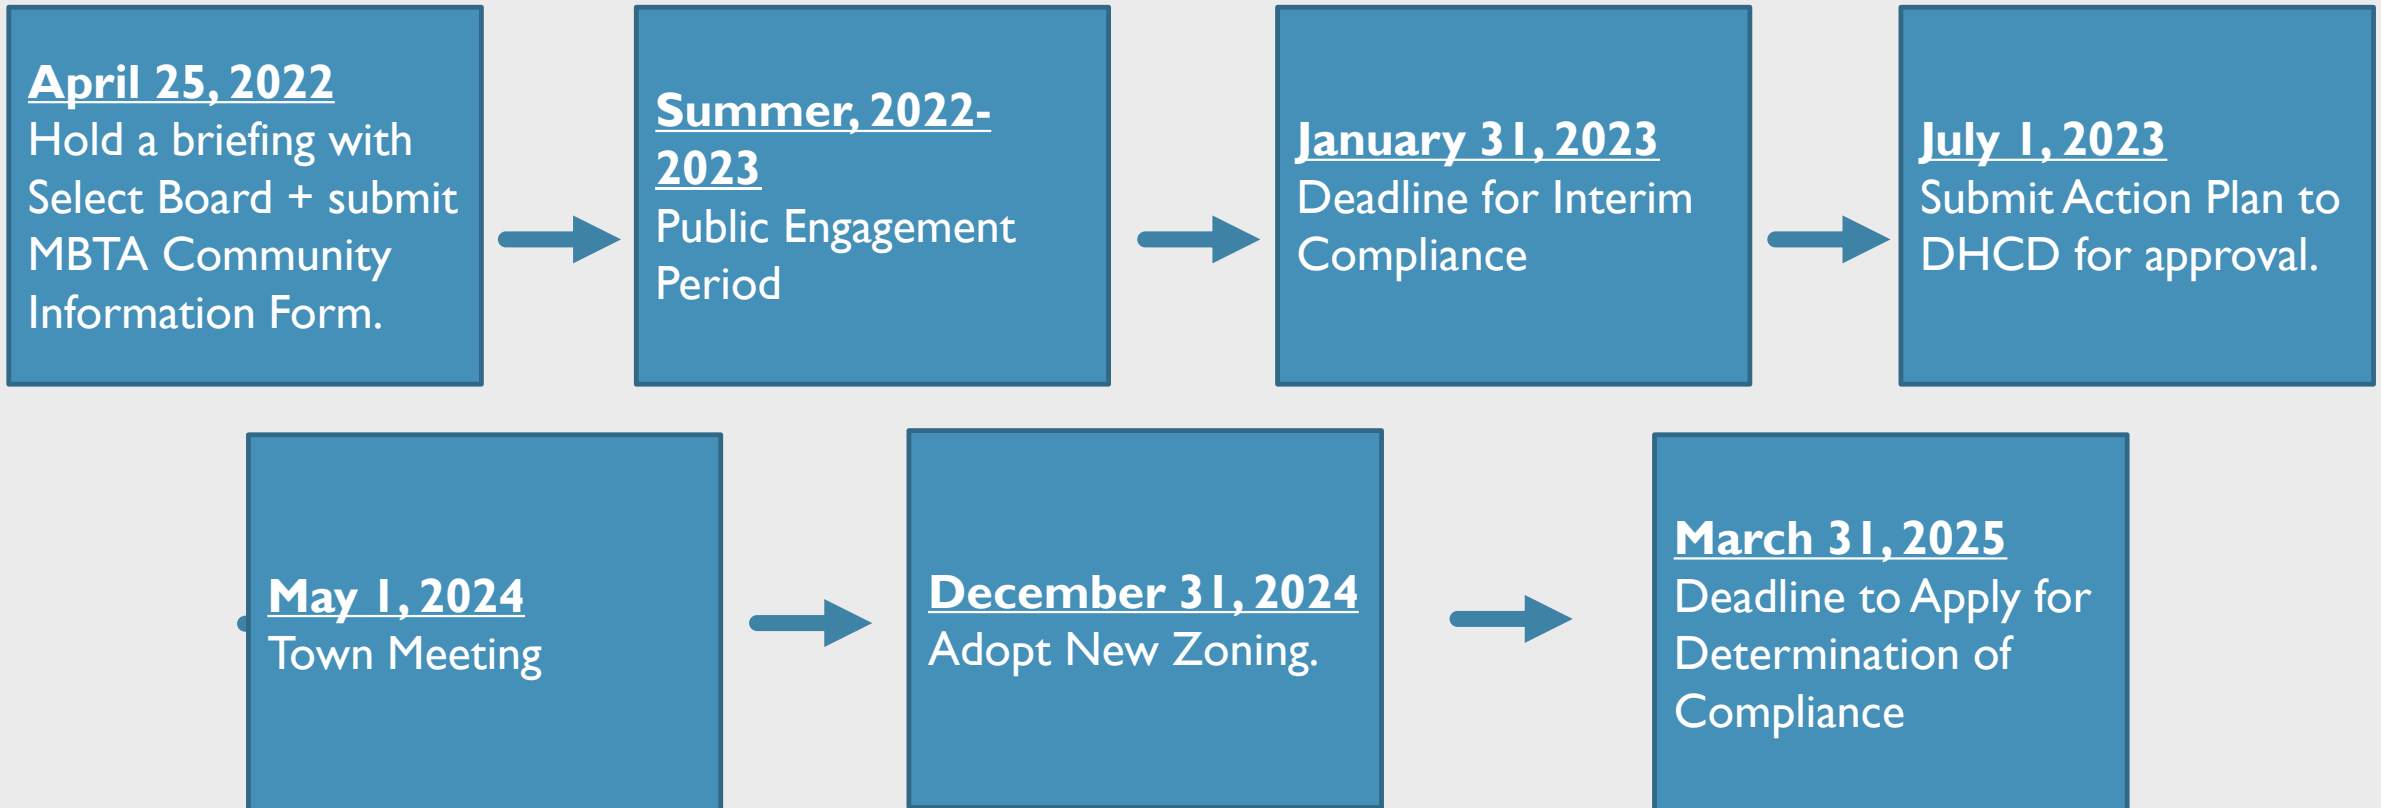 April 25, 2022
Hold a briefing with
Select Board + submit
MBTA Community
Information Form.
Summer, 2022-
2023
Public Engagement
Period
January 31, 2023
Deadline for Interim
Compliance
July 1, 2023
Submit Action Plan to
DHCD for approval.
May 1, 2024
Town Meeting
December 31, 2024
Adopt New Zoning.
March 31, 2025
Deadline to Apply for
Determination of
Compliance